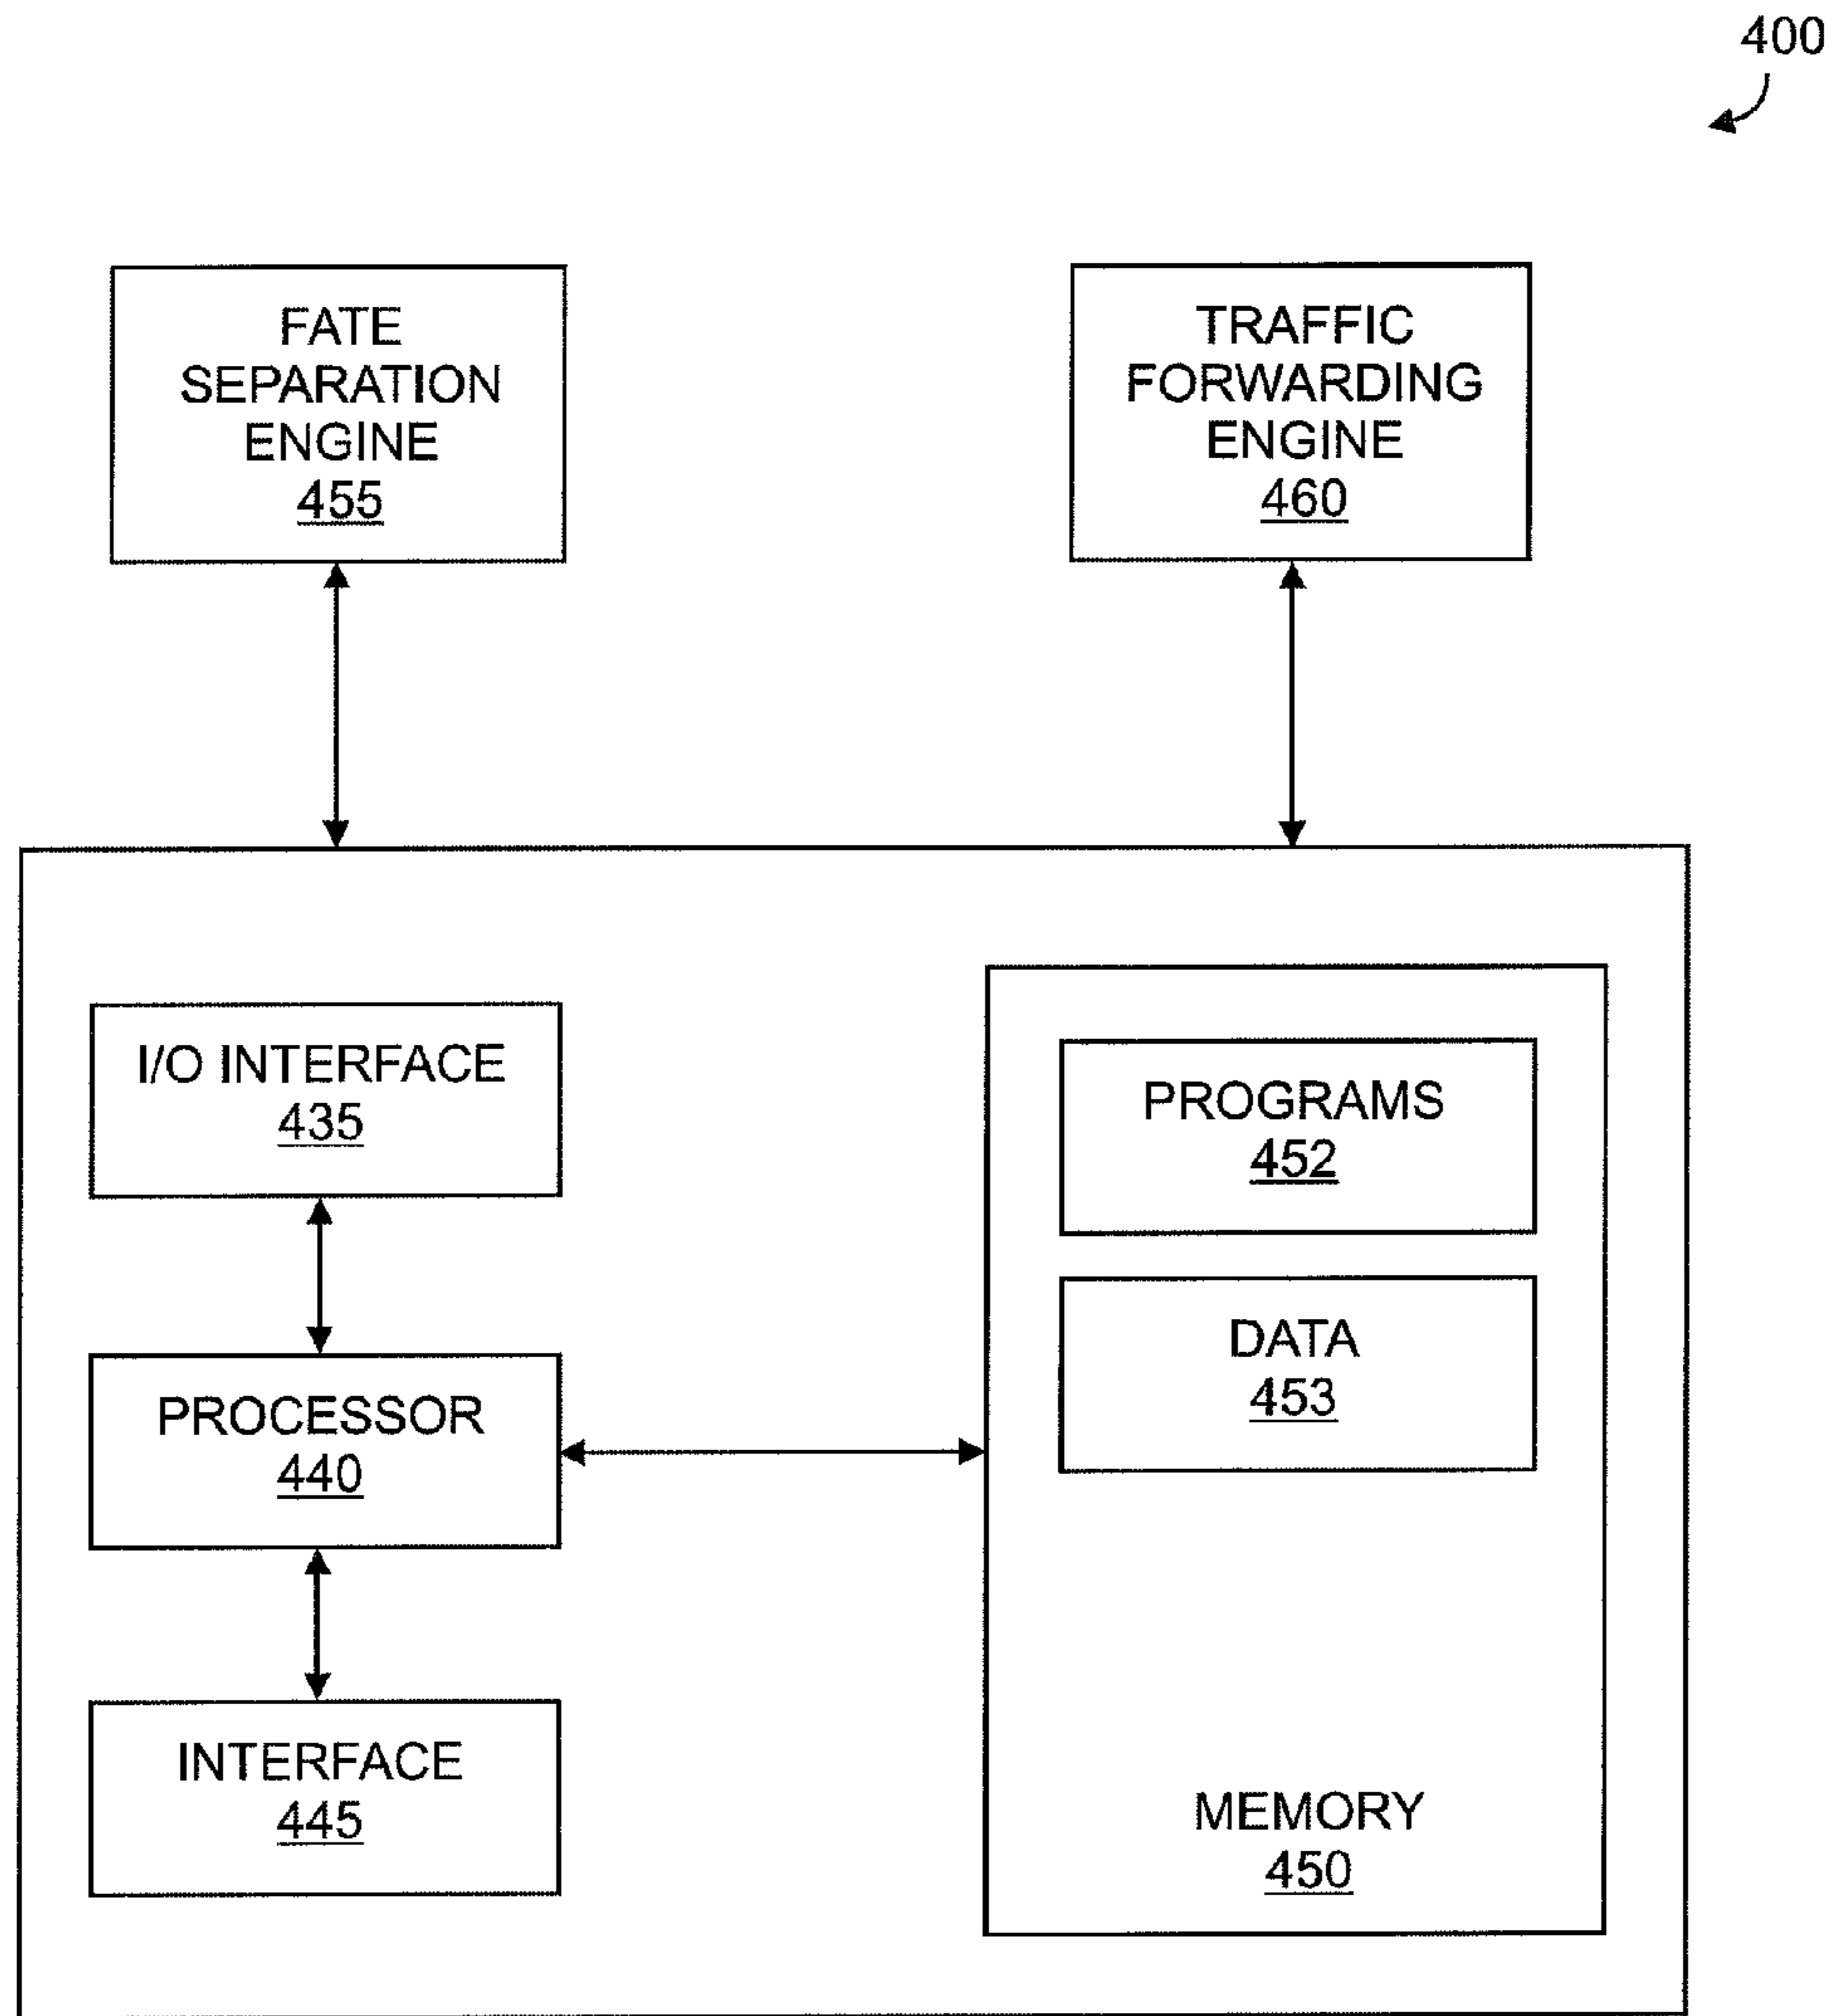 400
FATE
SEPARATION
ENGINE
455
TRAFFIC
FORWARDING
ENGINE
460
I/O INTERFACE
435
PROCESSOR
440
INTERFACE
445
PROGRAMS
452
DATA
453
MEMORY
450